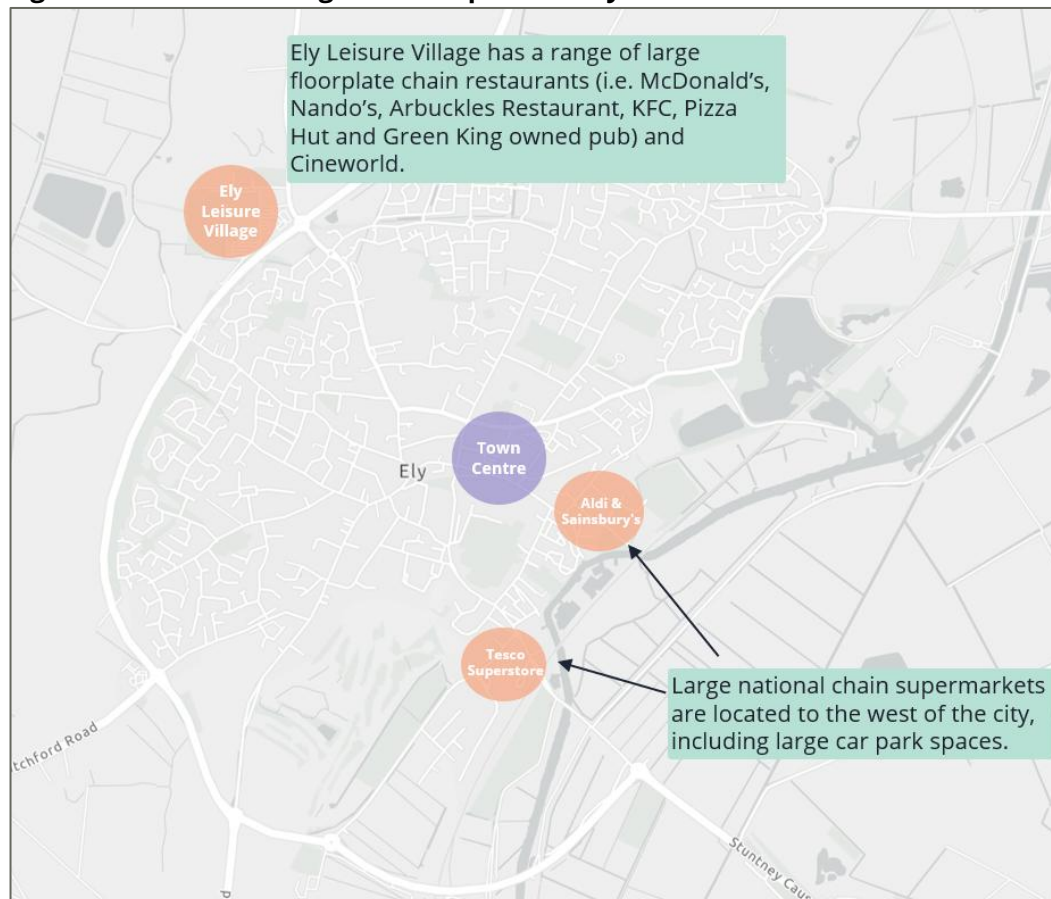 Ely Leisure Village has a range of large
floorplate chain restaurants (i.e. McDonald's,
Nando's, Arbuckles Restaurant, KFC, Pizza
Hut and Green King owned pub) and
Cineworld.
Ely
Leisure
Village
Town
Centre
Ely
Aldi &
Sainsbury's
Tesco
Superstore
Large national chain supermarkets
are located to the west of the city,
including large car park spaces.
tchford Road
Stuntney Caus